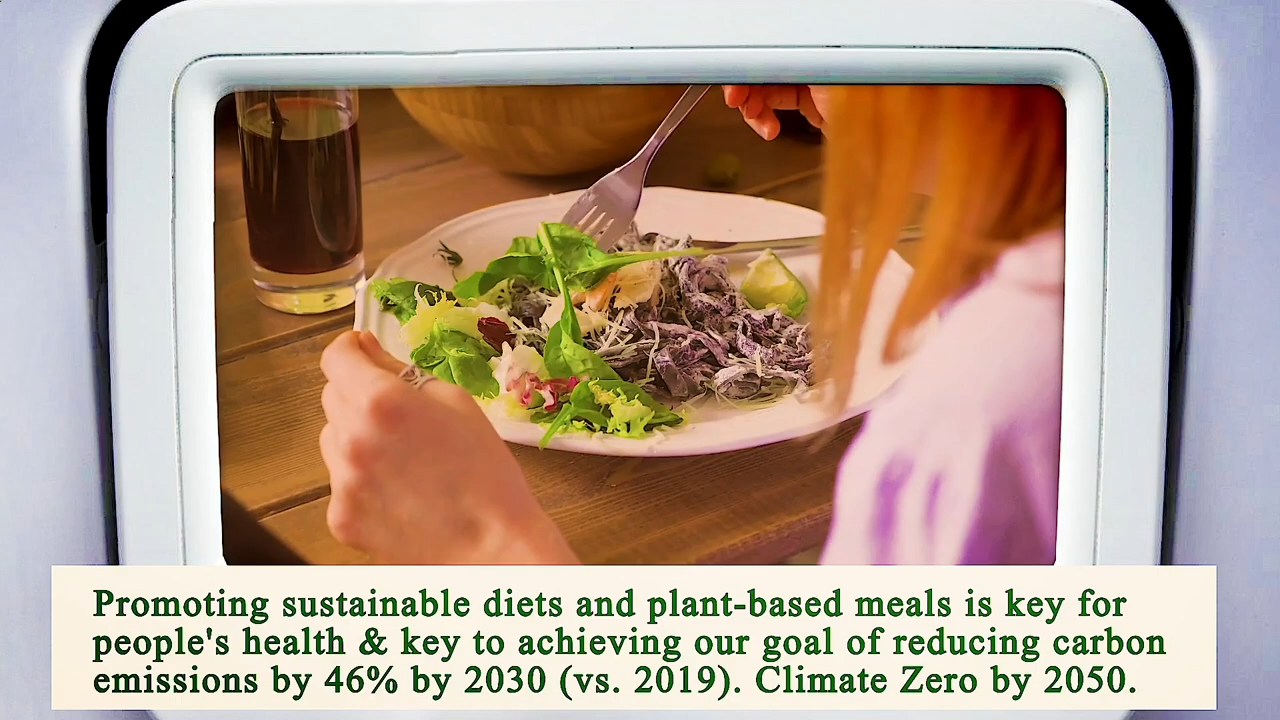 Promoting sustainable diets and plant-based meals is key for
people's health & key to achieving our goal of reducing carbon
emissions by 46% by 2030 (vs. 2019). Climate Zero by 2050.